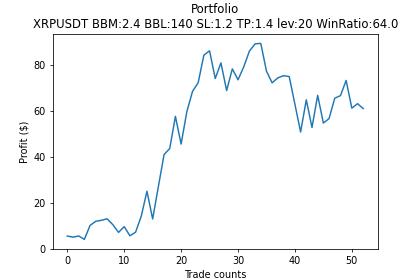 Portfolio
XRPUSDT BBM:2.4 BBL:140 SL:1.2 TP:1.4 lev:20 WinRatio:64.0
Profit ($)
80
60
40
20
0
0 10 20 30 40 50
Trade counts